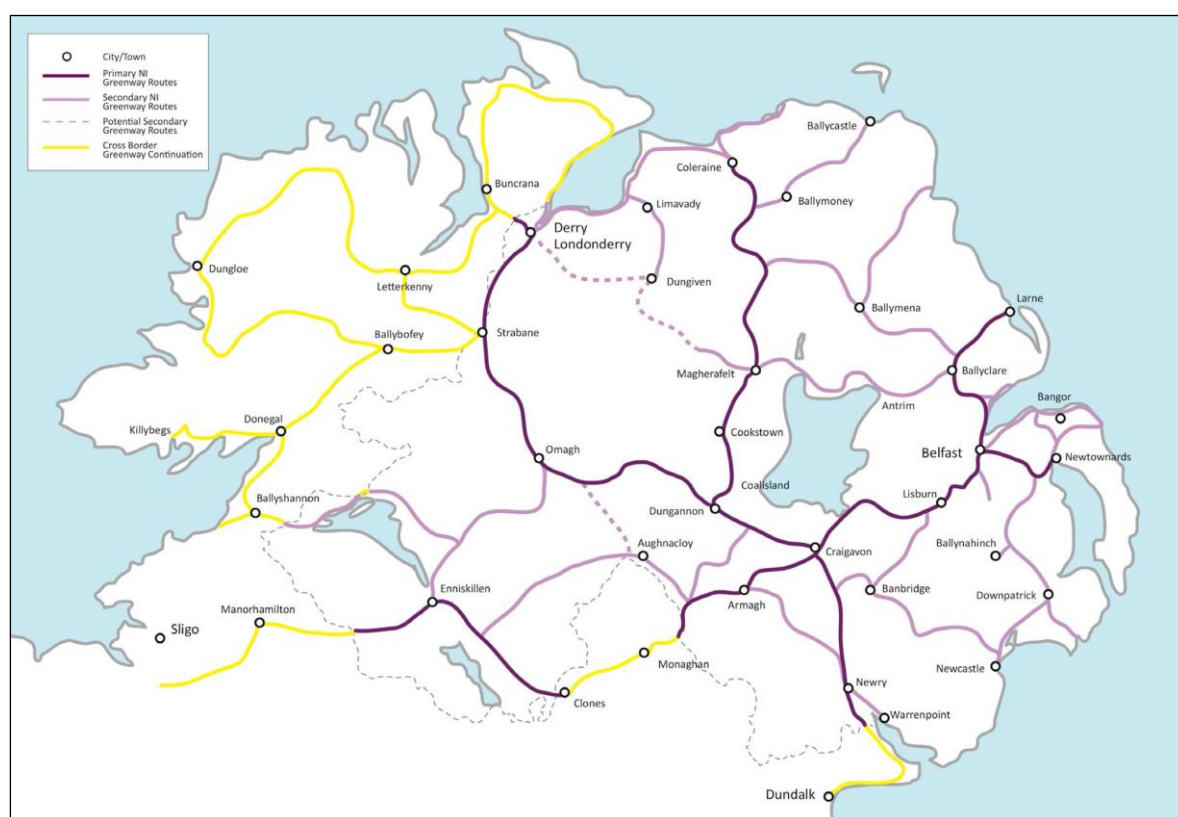 City/Town
Primary NI
Greenway Routes
Secondary NI
Greenway Routes
Potential Secondary
Greenway Routes
Cross Border
Greenway Continuation
Ballycastle
Coleraine
Buncrana
Ballymoney
Limavady
Derry
Londonderry
Dungloe
Letterkenny
Dungiven
Larne
Ballymena
Ballybofey
Strabane
Magherafelt
Ballyclare
Antrim
Bangor
Killybegs
Donegal
Cookstown
Belfast
Newtownards
Omagh
Coalisland
Lisburn
Ballyshannon
Dungannon
Aughnacloy
Craigavon
Ballynahinch
Enniskillen
Armagh
Banbridge
Downpatrick
Manorhamilton
Sligo
Monaghan
Newcastle
Clones
Newry
Warrenpoint
Dundalk